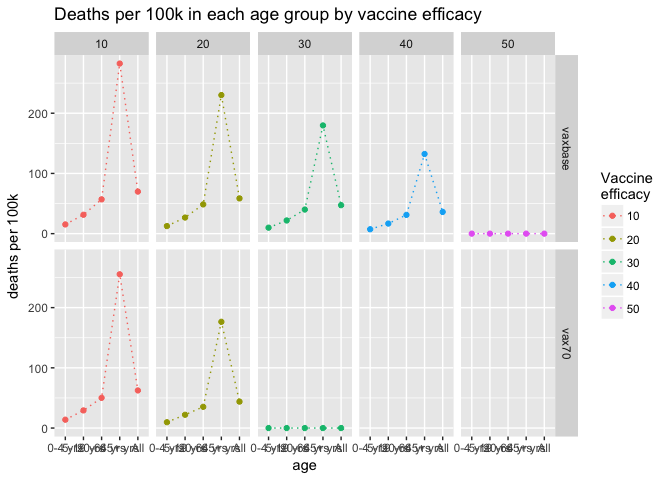 Deaths per 100k in each age group by vaccine efficacy
10 20 30 40 50
200
100
0
vaxbase
200
100
0
vax70
deaths per 100k
age
Vaccine
efficacy
10
20
30
40
50